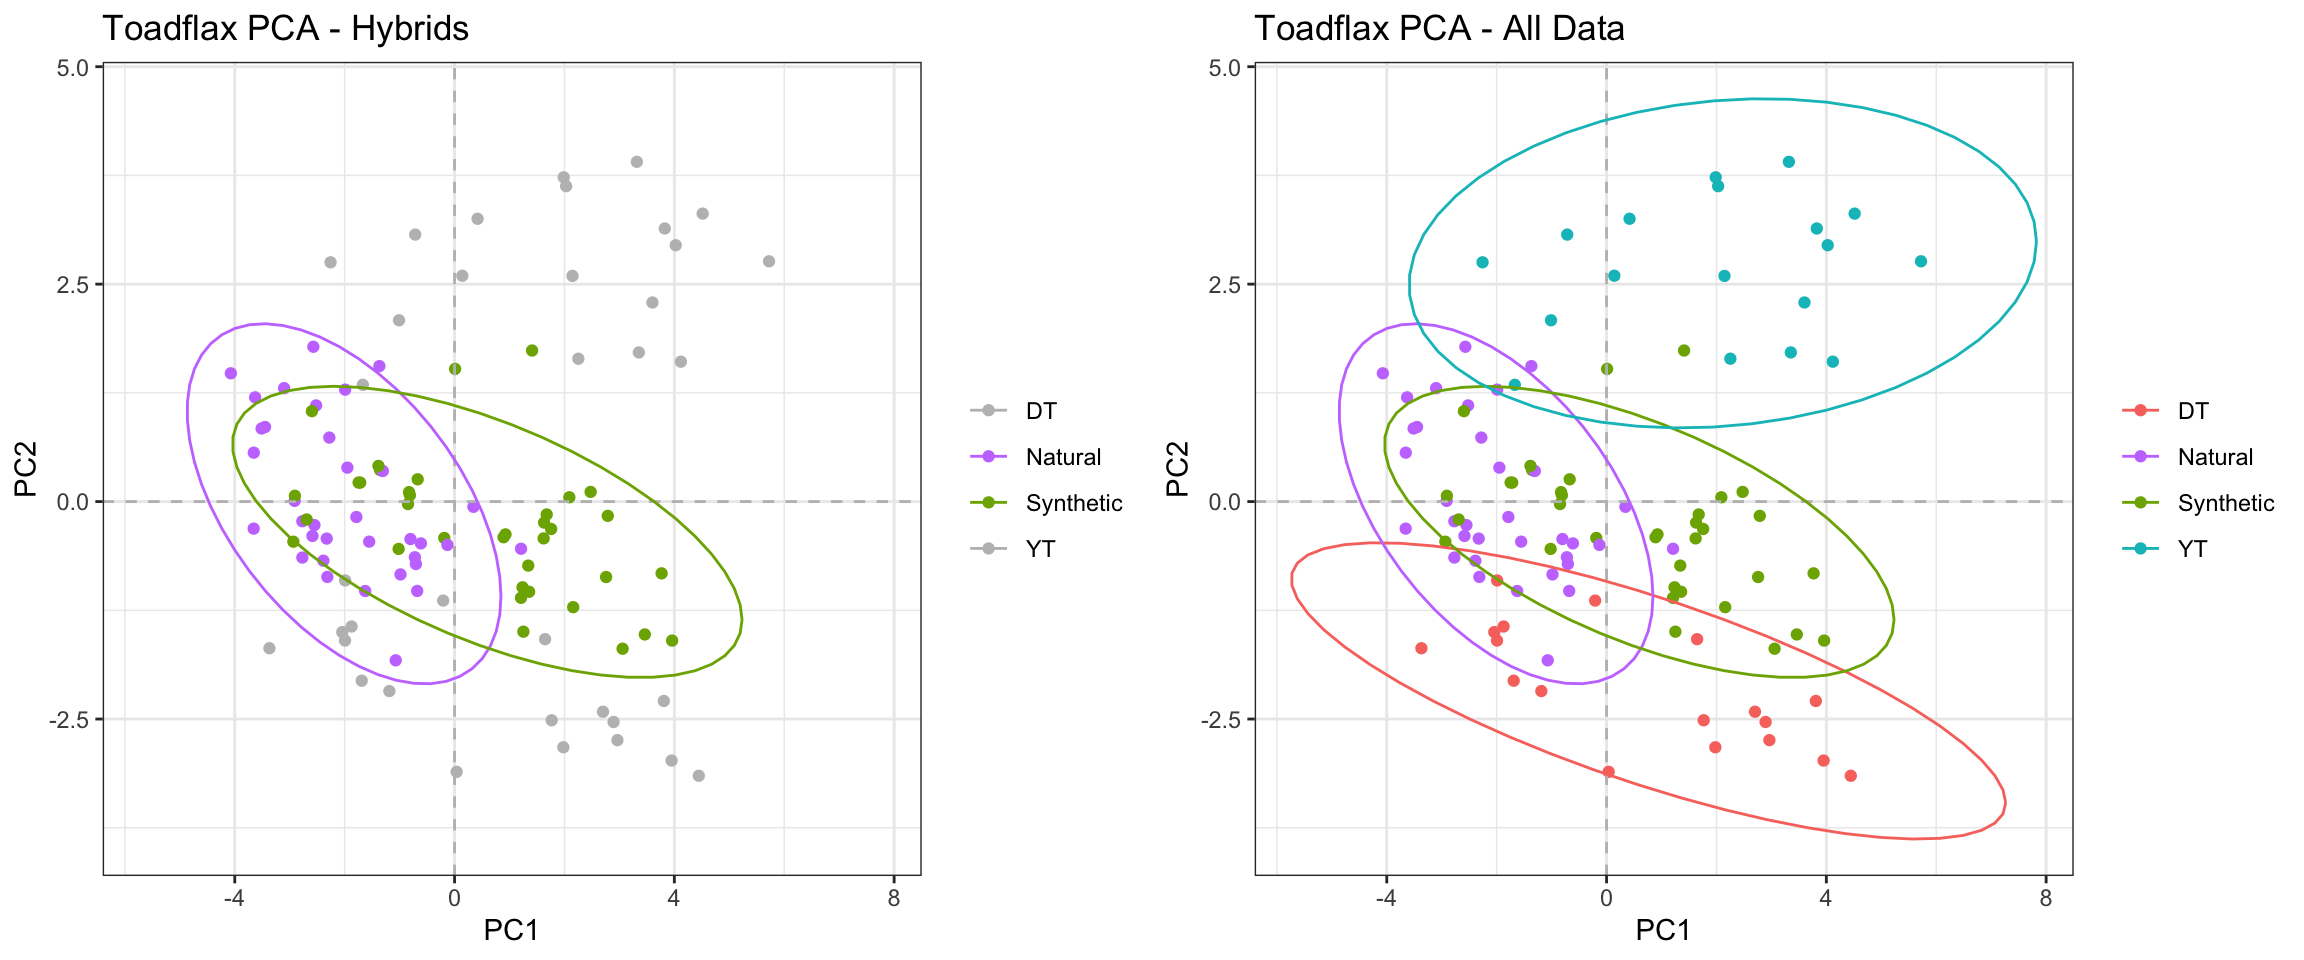 Toadflax PCA - Hybrids
5.0
2.5
0.0
-2.5
-4
0
4
8
PC1
PC2
DT
Natural
Synthetic
YT
Toadflax PCA - All Data
5.0
2.5
0.0
-2.5
-4
0
4
8
PC1
PC2
DT
Natural
Synthetic
YT